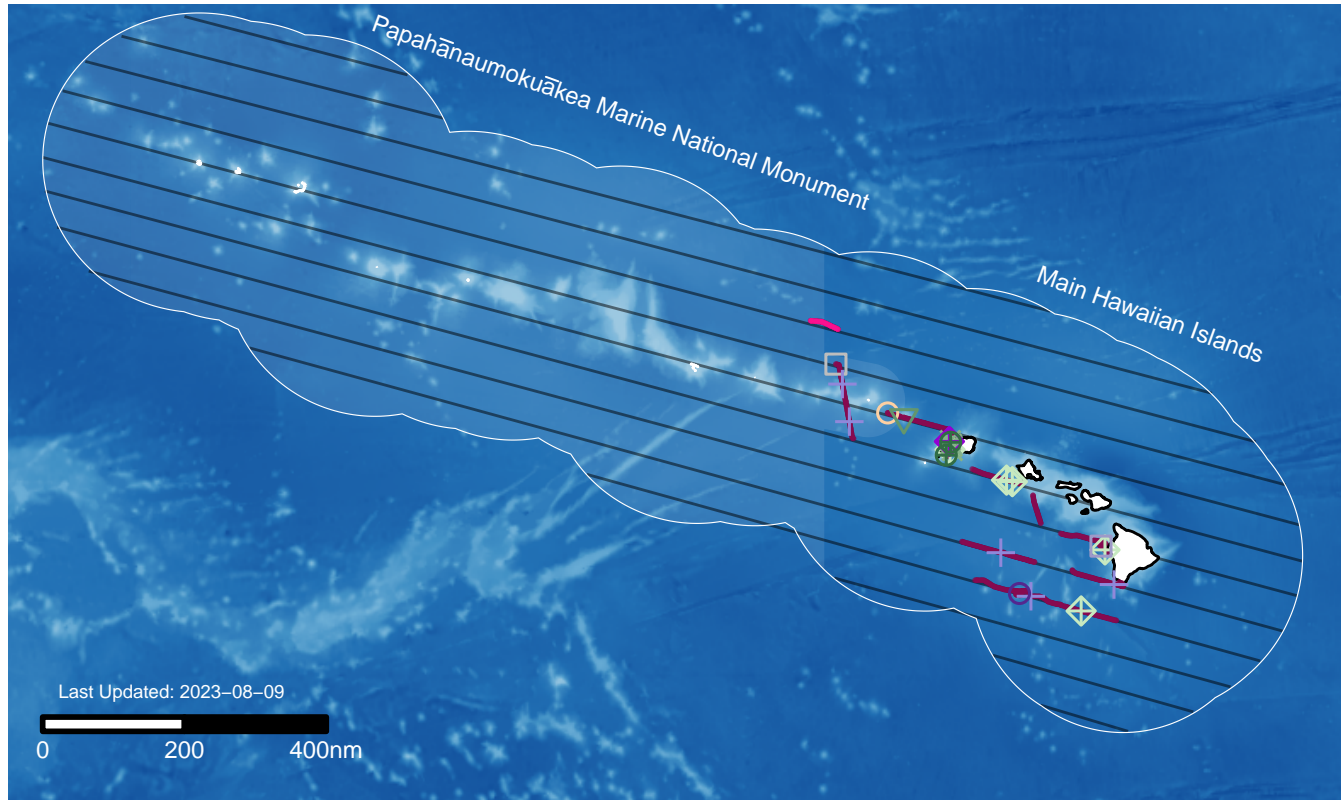 Papahānaumokuākea Marine National Monument
Main Hawaiian Islands
Last Updated: 2023−08−09
0 200 400nm